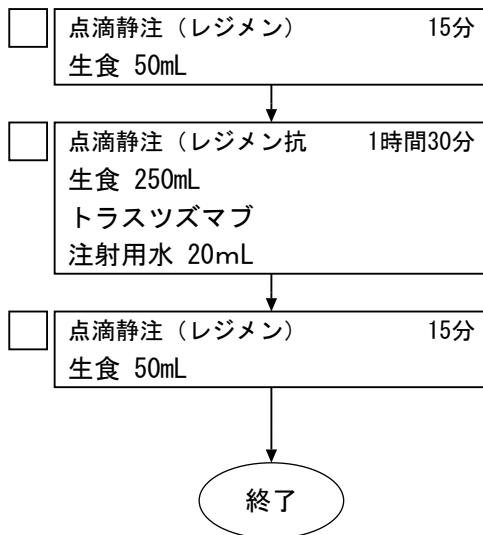 点滴静注（レジメン） 15分
生食 50mL
点滴静注（レジメン抗 1時間30分
生食 250mL
トラスツズマブ
注射用水 20ｍL
点滴静注（レジメン） 15分
生食 50mL
終了